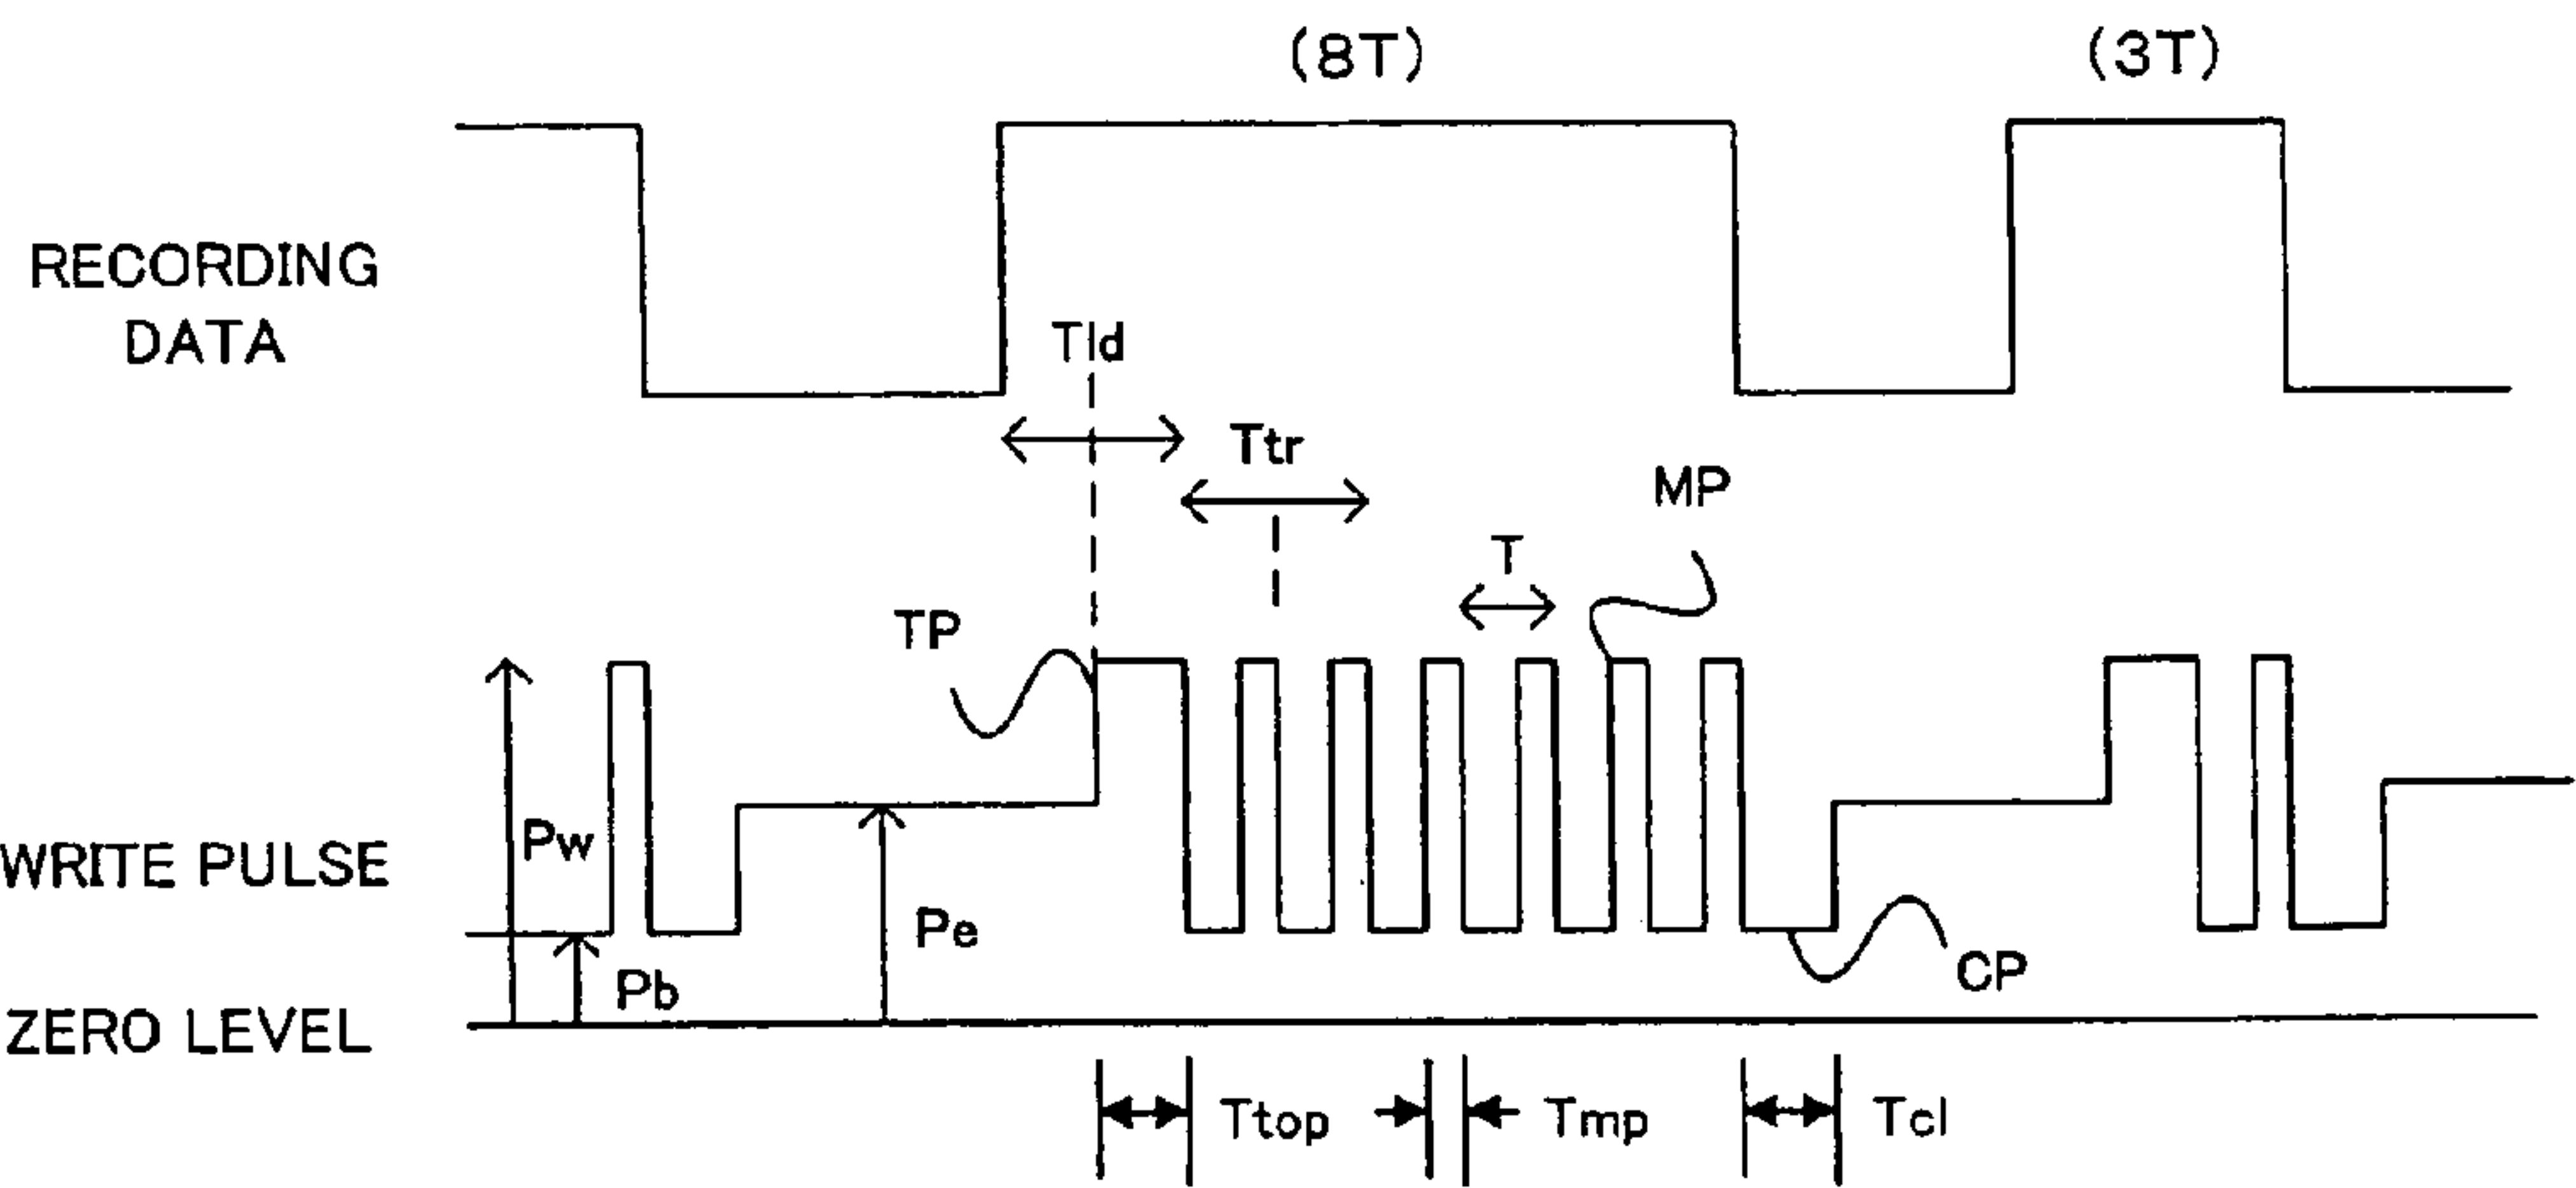 (8T)
(3T)
RECORDING
DATA
Tld
Ttr
MP
T
TP
Pw
WRITE PULSE
Pe
Pb
CP
ZERO LEVEL
Ttop
Tmp
Tcl